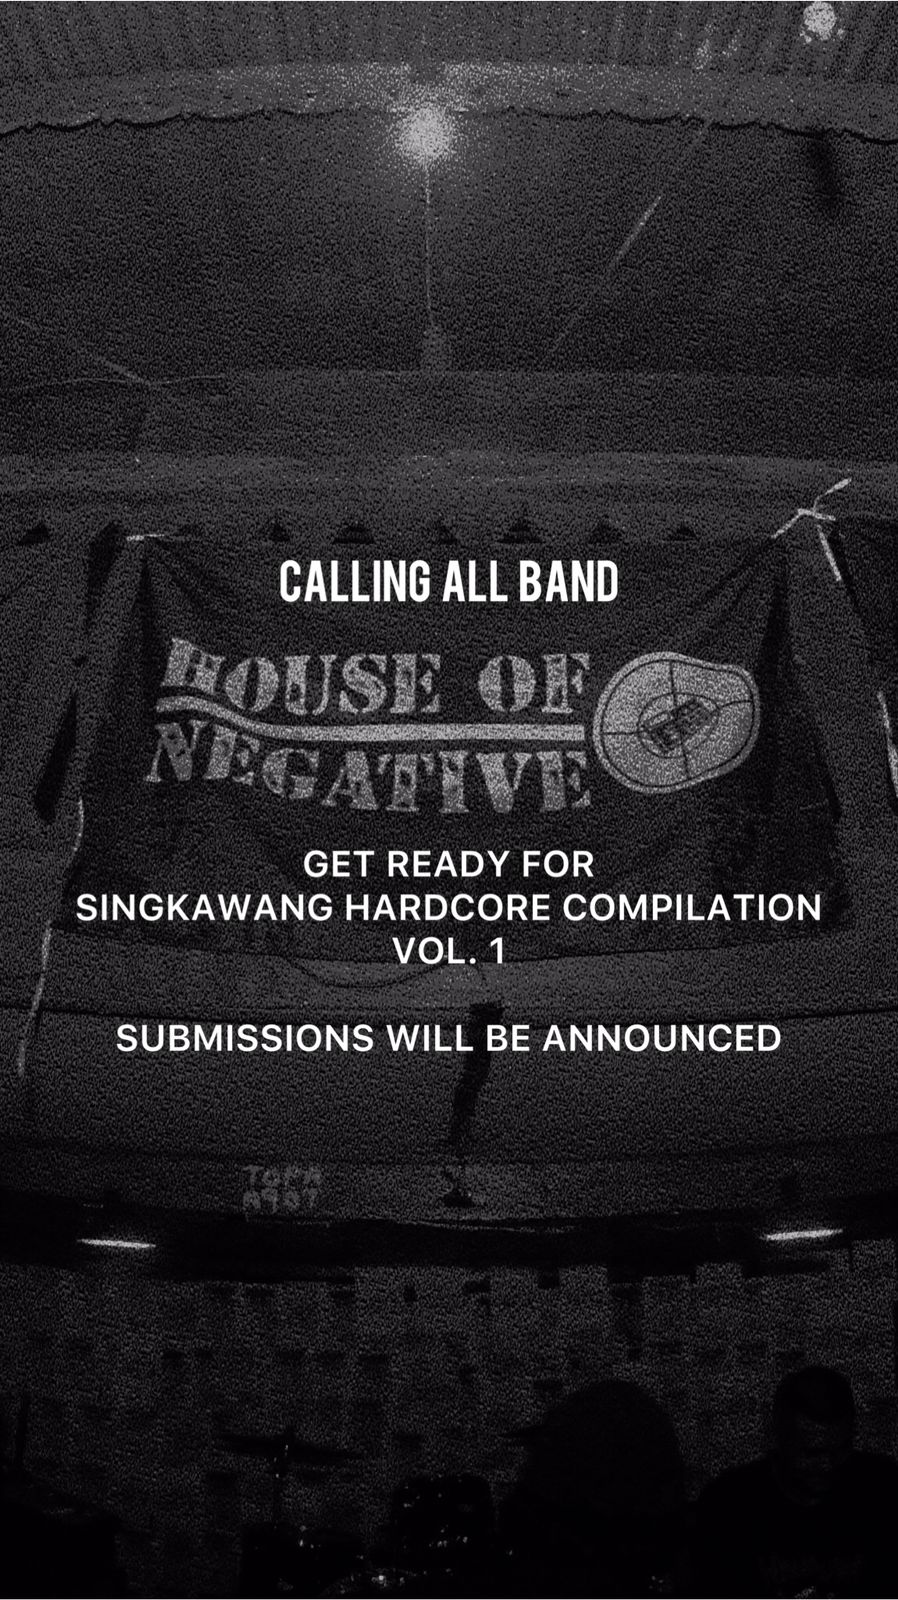 CALLING ALL BAND
HOUSE OF
NEGATIVE
GET READY FOR
SINGKAWANG HARDCORE COMPILATION
VOL. 1
SUBMISSIONS WILL BE ANNOUNCED